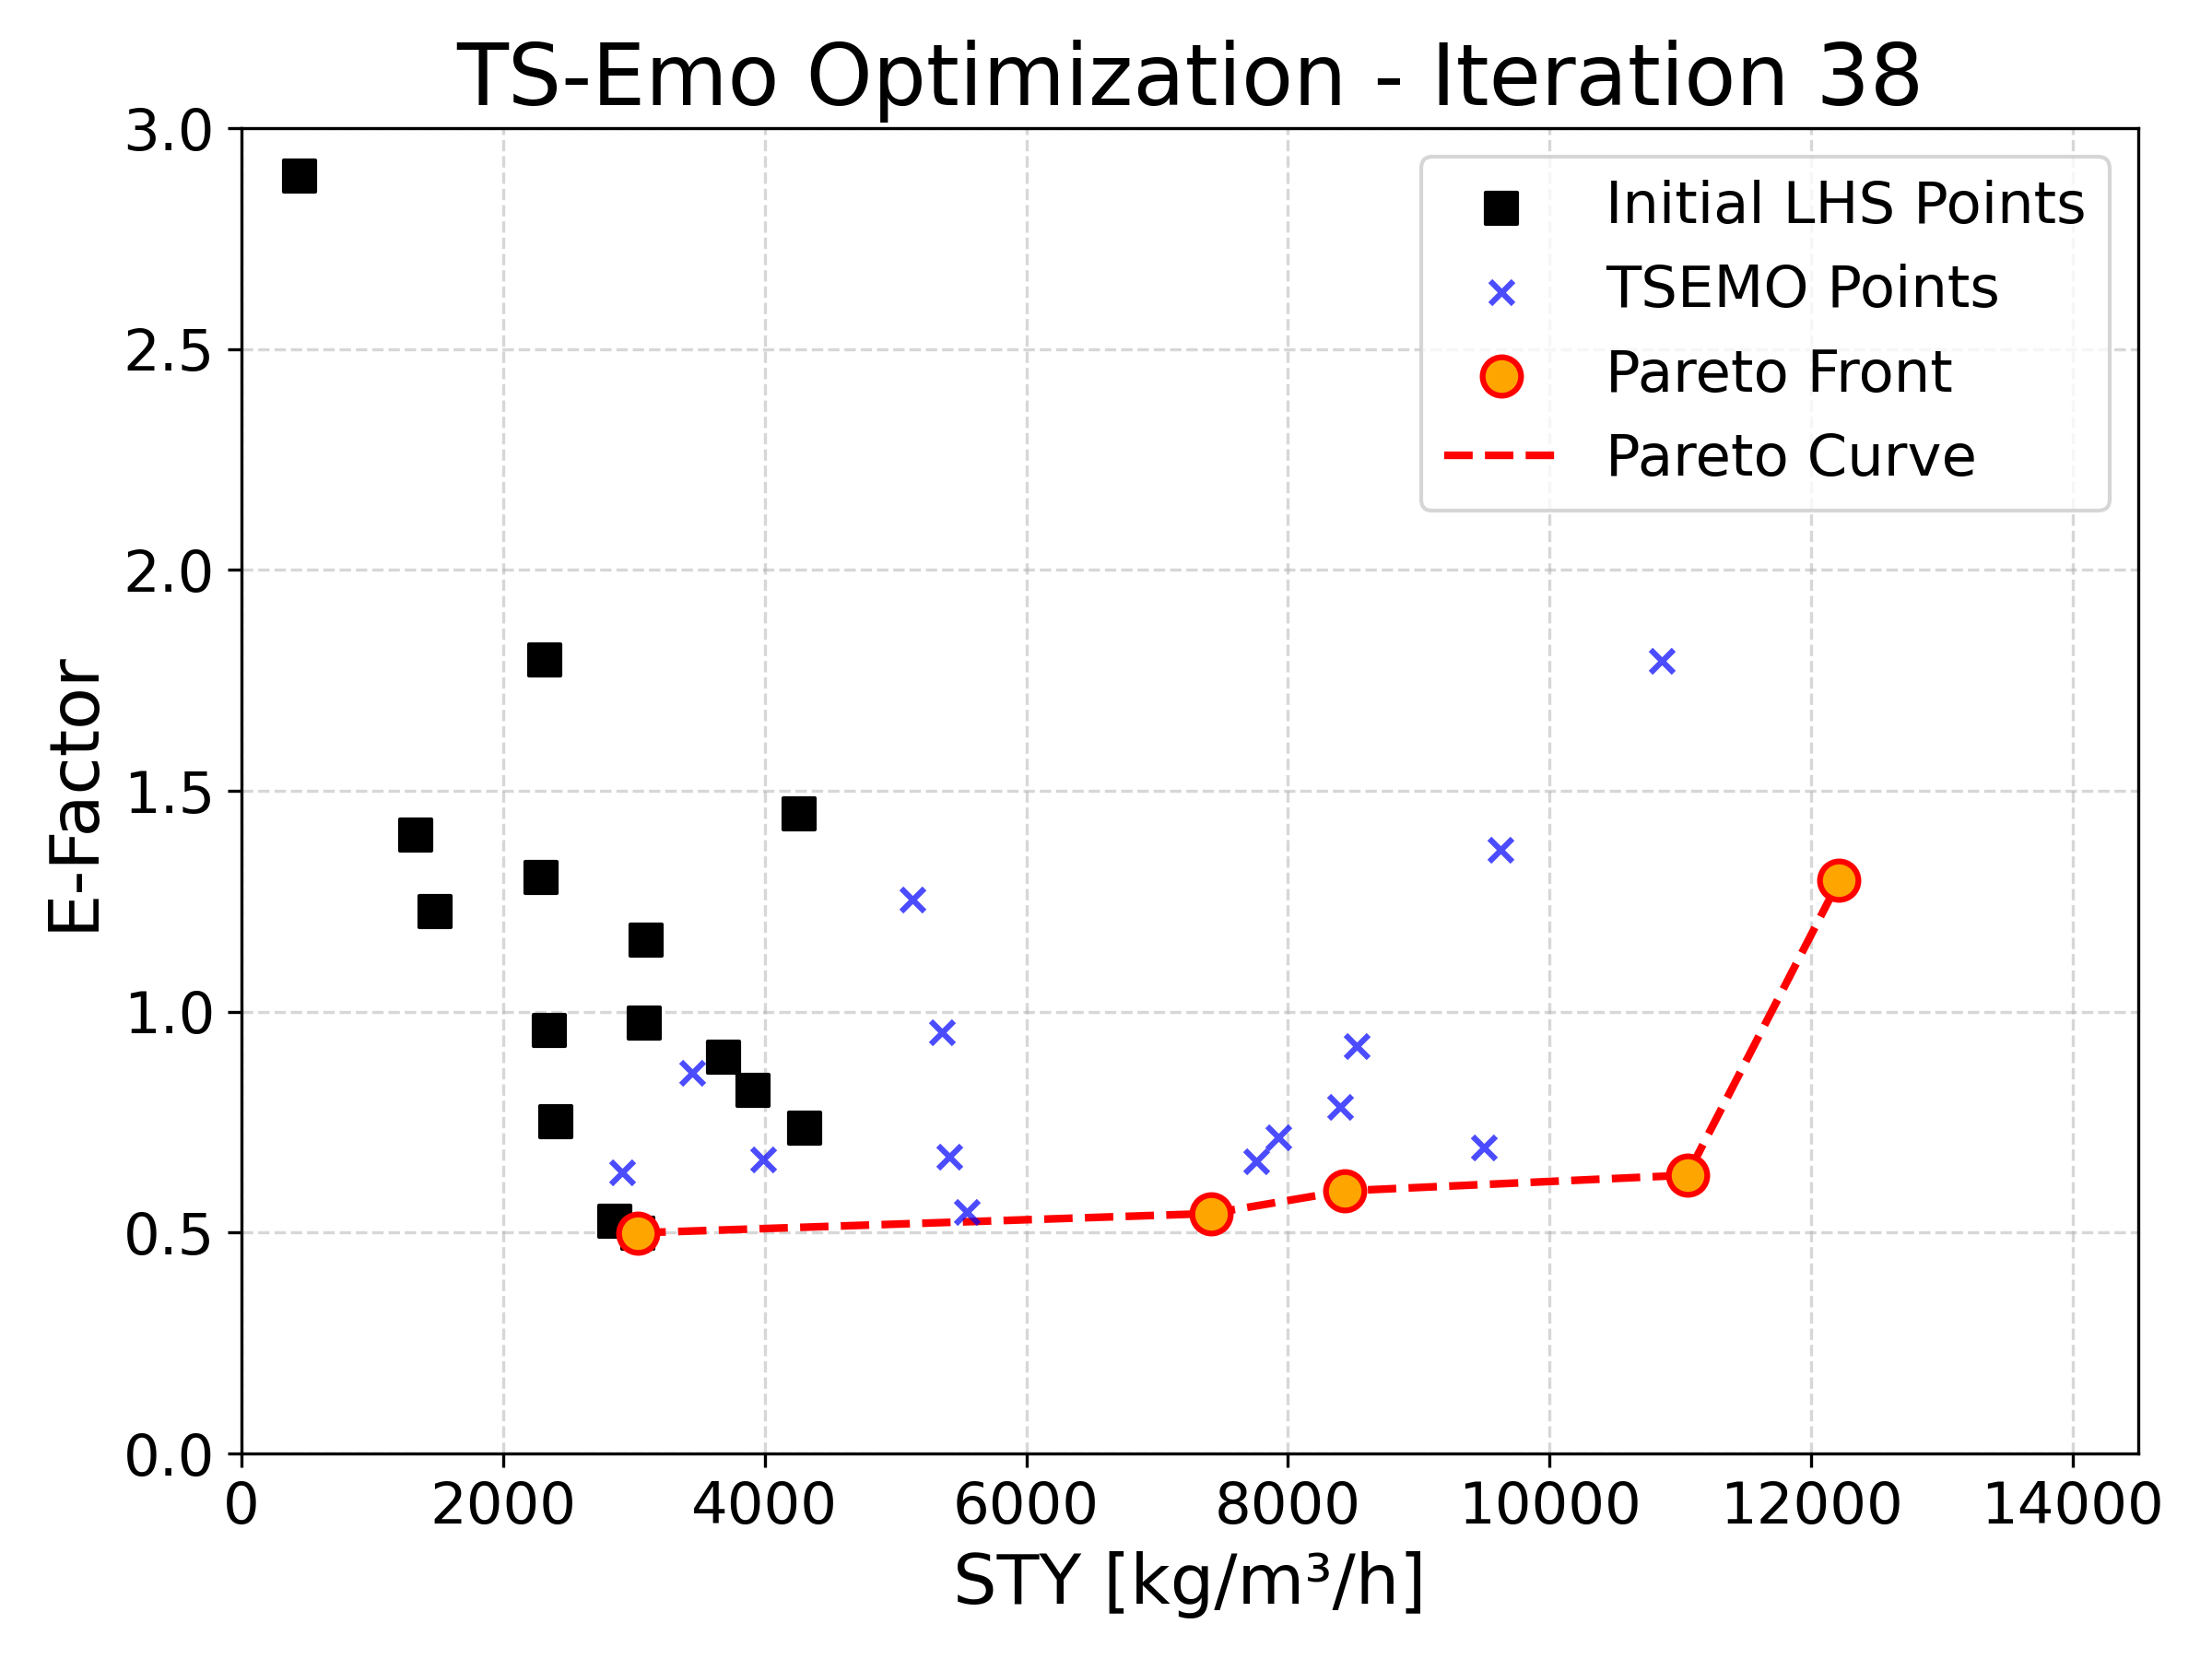 TS-Emo Optimization - Iteration 38
3.0
2.5
2.0
1.5
1.0
0.5
0.0
E-Factor
Initial LHS Points
TSEMO Points
Pareto Front
Pareto Curve
0 2000 4000 6000 8000 10000 12000 14000
STY [kg/m³/h]